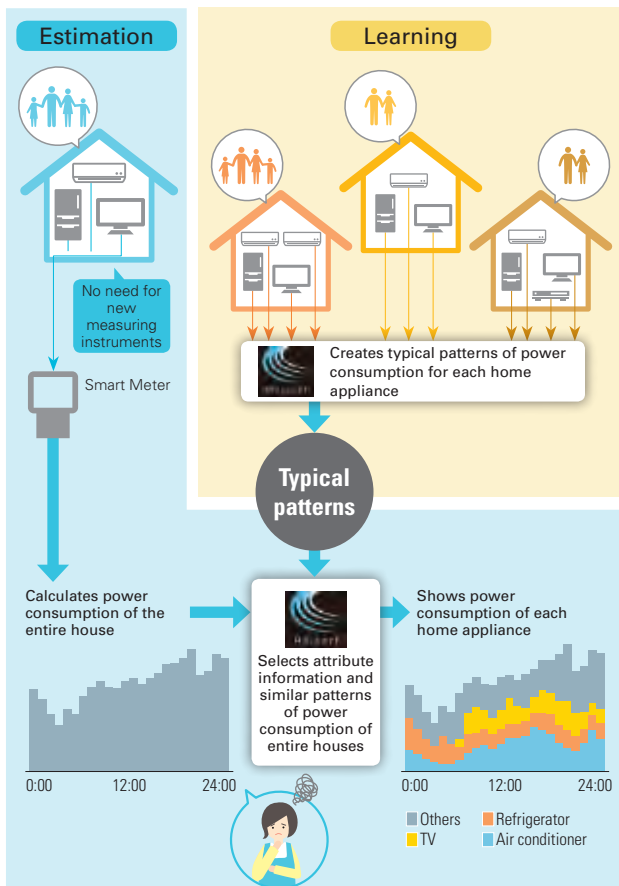 Estimation
Learning
No need for
new
measuring
instruments
Smart Meter
Creates typical patterns of power
consumption for each home
appliance
Typical
patterns
Calculates power
consumption of the
entire house
Selects attribute
information and
similar patterns
of power
consumption of
entire houses
Shows power
consumption of each
home appliance
0:00 12:00 24:00
0:00 12:00 24:00
Others Refrigerator
TV Air conditioner